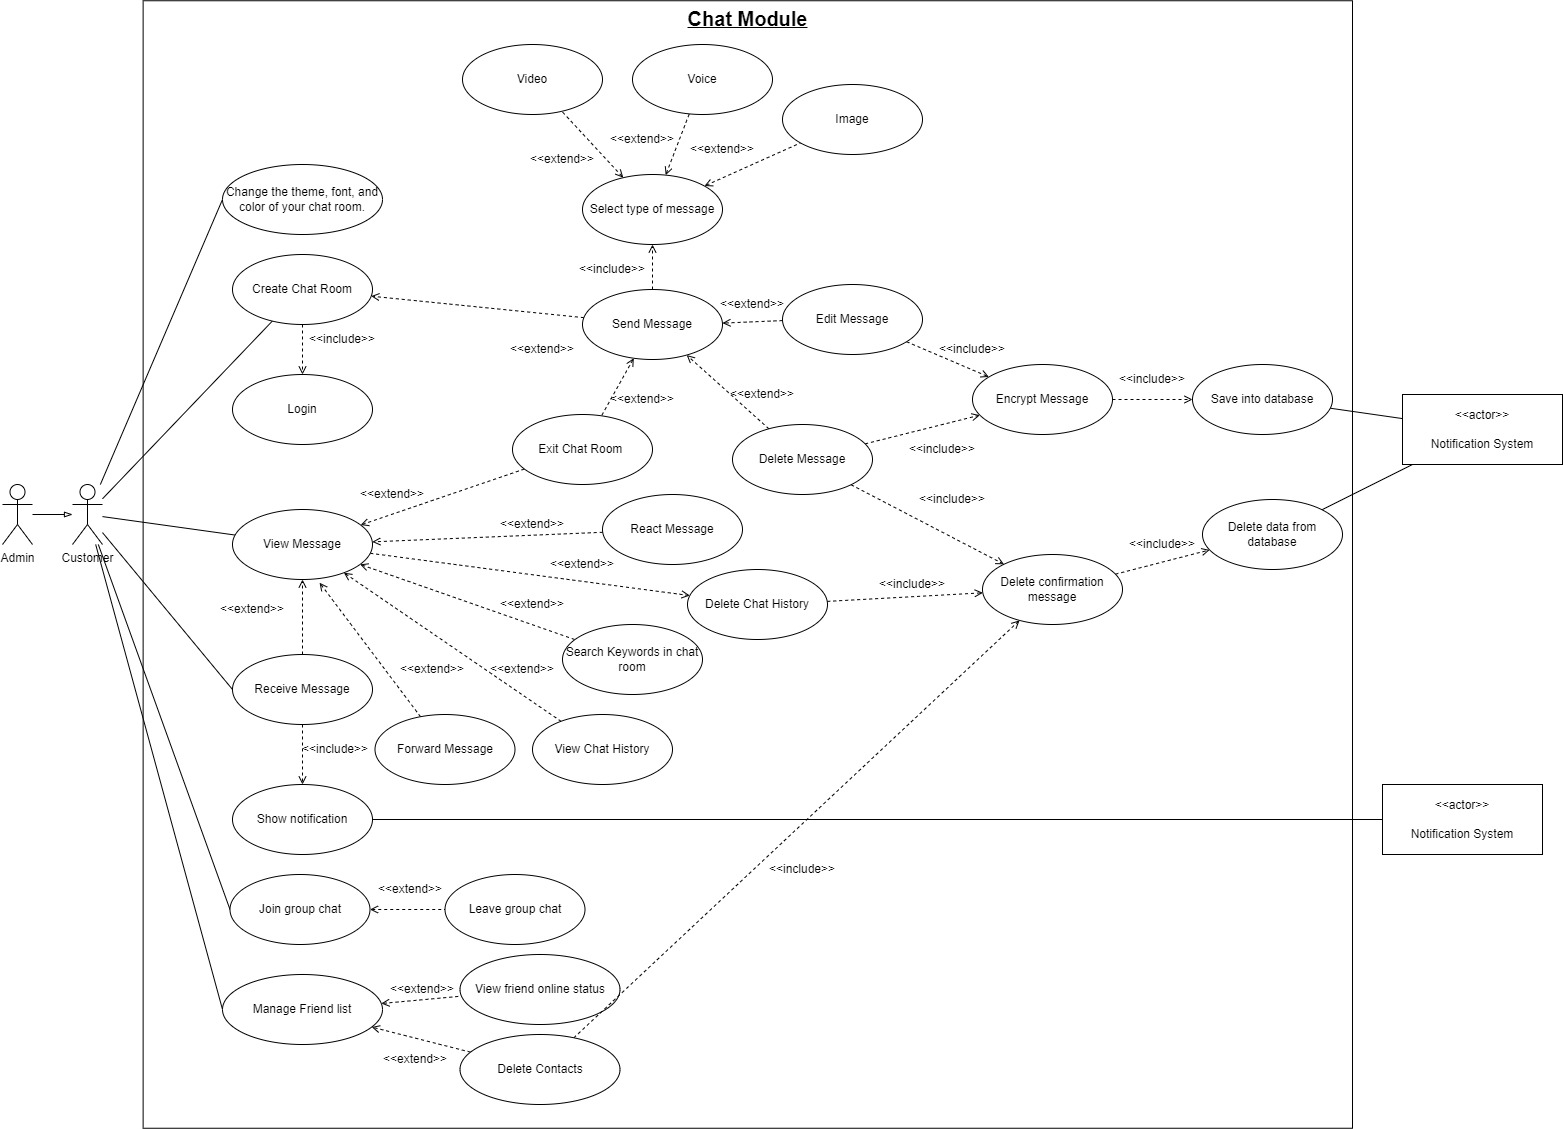 Chat Module
Video
Voice
Image
<<extend>>
<<extend>>
<<extend>>
Change the theme, font, and
color of your chat room.
Select type of message
<<include>>
Create Chat Room
Send Message
<<extend>>
Edit Message
<<include>>
<<extend>>
<<include>>
Login
<<extend>>
<<extend>>
Encrypt Message
<<include>>
Save into database
<<actor>>
Notification System
Exit Chat Room
Delete Message
<<include>>
<<extend>>
<<include>>
View Message
<<extend>>
React Message
Delete data from
database
<<include>>
Admin
Customer
<<extend>>
<<include>>
Delete confirmation
message
<<extend>>
<<extend>>
Delete Chat History
Search Keywords in chat
room
<<extend>>
<<extend>>
Receive Message
<<include>>
Forward Message
View Chat History
Show notification
<<actor>>
Notification System
<<include>>
Join group chat
<<extend>>
Leave group chat
Manage Friend list
<<extend>>
View friend online status
<<extend>>
Delete Contacts